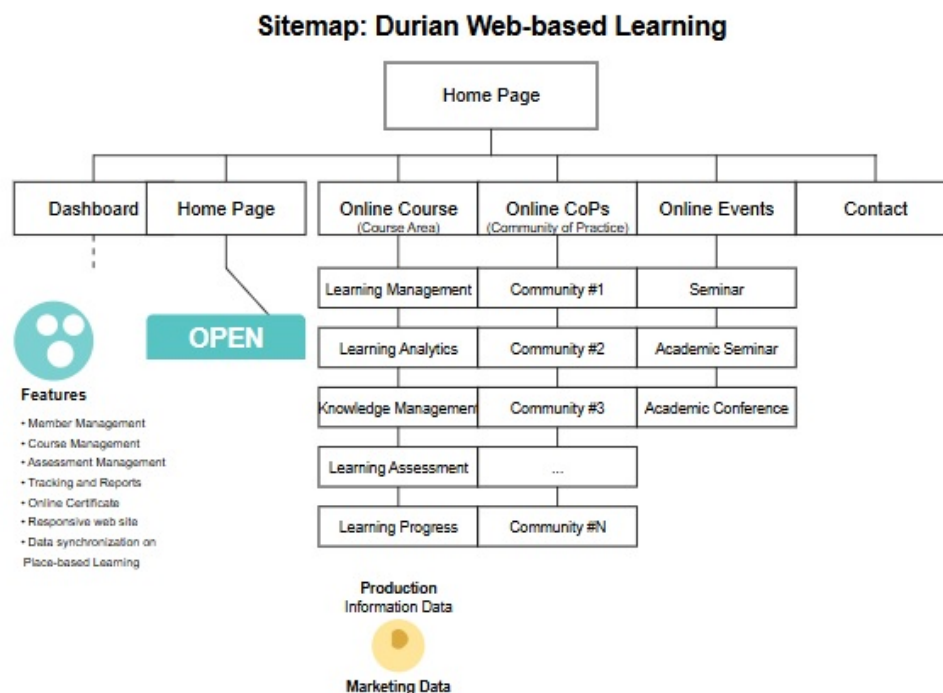 Sitemap: Durian Web-based Learning
Home Page
Dashboard
Home Page
Online Course
(Course Area)
Online CoPs
(Community of Practice)
Online Events
Contact
Learning Management
Community #1
Seminar
OPEN
Learning Analytics
Community #2
Academic Seminar
Knowledge Management
Community #3
Academic Conference
Learning Assessment
...
Learning Progress
Community #N
Features
• Member Management
• Course Management
• Assessment Management
• Tracking and Reports
• Online Certificate
• Responsive web site
• Data synchronization on
Place-based Learning
Production
Information Data
Marketing Data